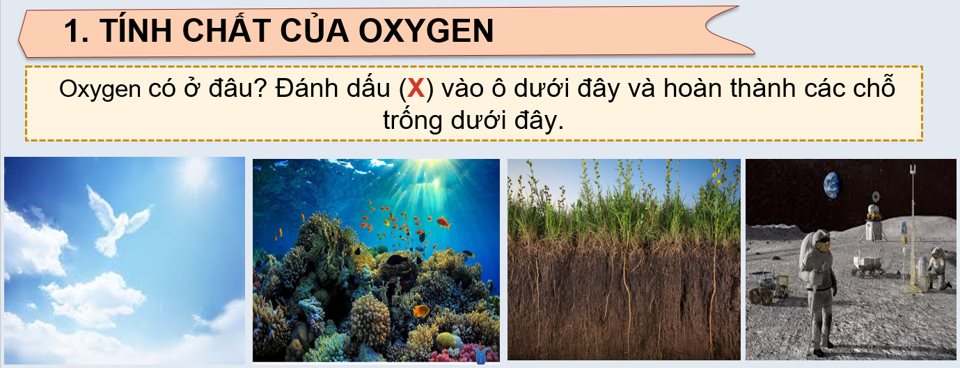 1. TÍNH CHẤT CỦA OXYGEN
Oxygen có ở đâu? Đánh dấu (X) vào ô dưới đây và hoàn thành các chỗ
trống dưới đây.